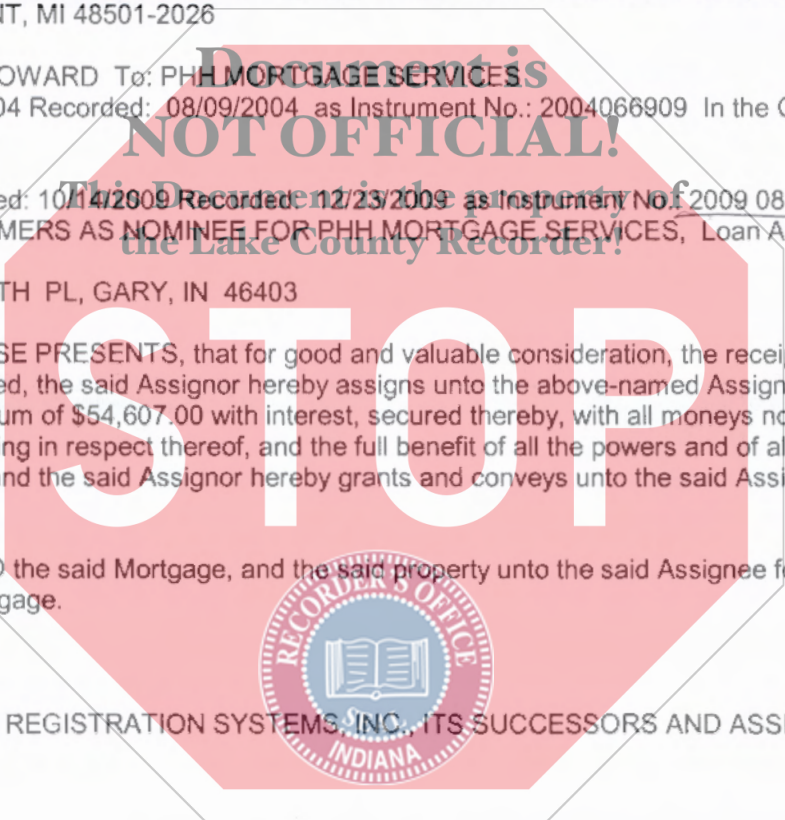 NT, MI 48501-2026
Document is
OWARD To: PHH MORTGAGE SERVICES
04 Recorded: 08/09/2004 as Instrument No.: 2004066909 In the
NOT OFFICIAL!
This Document is the property of
ed: 10/14/2009 Recorded: 12/23/2009 as Instrument No.: 2009 08
MERS AS NOMINEE FOR PHH MORTGAGE SERVICES, Loan A
the Lake County Recorder!
TH PL, GARY, IN 46403
STOP
SE PRESENTS, that for good and valuable consideration, the recei
ed, the said Assignor hereby assigns unto the above-named Assign
um of $54,607.00 with interest, secured thereby, with all moneys no
ng in respect thereof, and the full benefit of all the powers and of al
nd the said Assignor hereby grants and conveys unto the said Assi
the said Mortgage, and the said property unto the said Assignee f
gage.
RECORDER'S OFFICE
REGISTRATION SYSTEMS, INC., ITS SUCCESSORS AND ASSI
SEAL
INDIANA